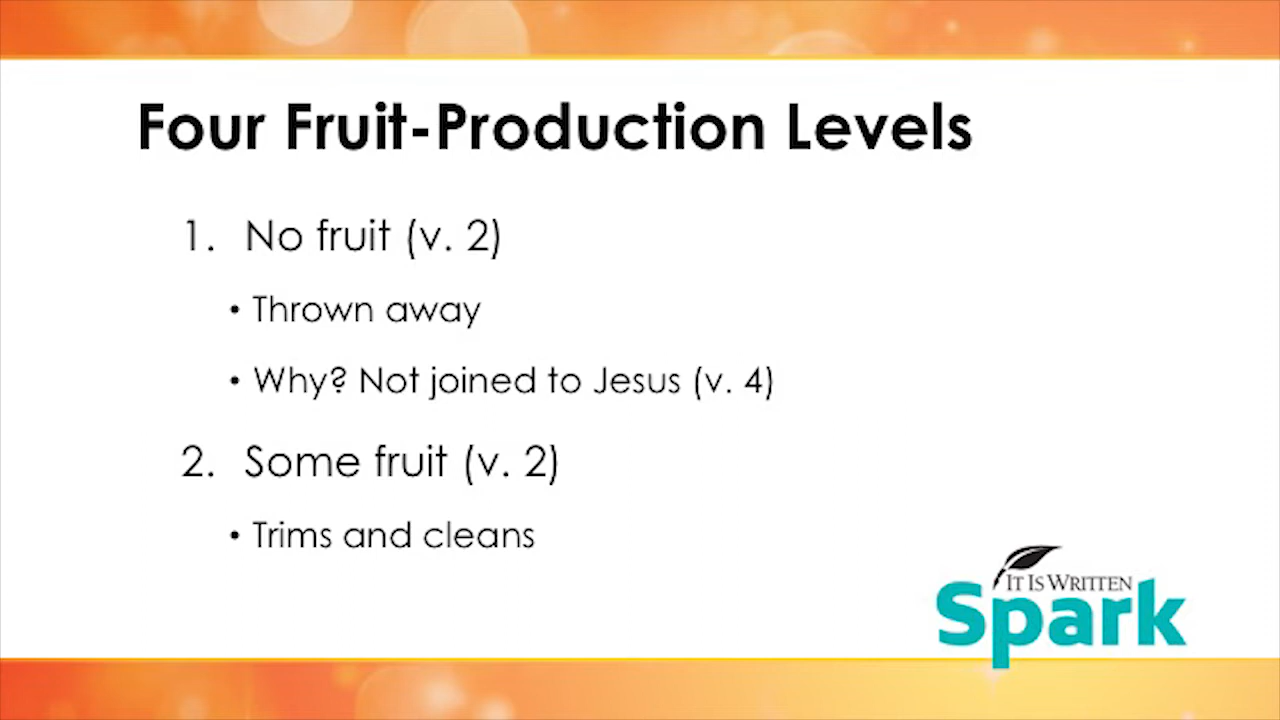 Four Fruit-Production Levels
1. No fruit (v. 2)
• Thrown away
• Why? Not joined to Jesus (v. 4)
2. Some fruit (v. 2)
• Trims and cleans
IT IS WRITTEN
Spark